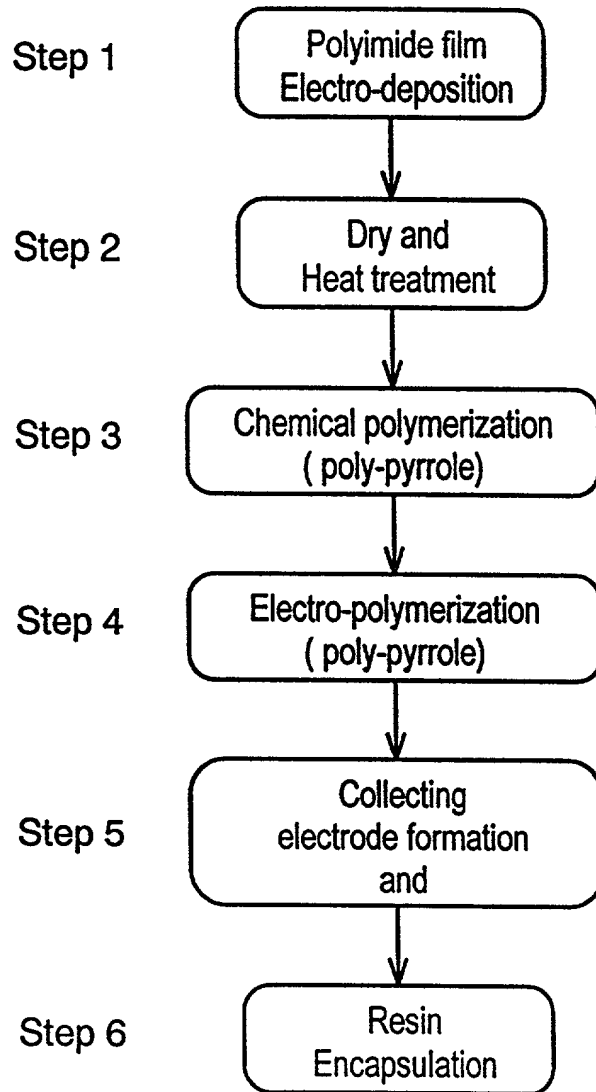 Step 1
Polyimide film
Electro-deposition
Step 2
Dry and
Heat treatment
Step 3
Chemical polymerization
( poly-pyrrole)
Step 4
Electro-polymerization
( poly-pyrrole)
Step 5
Collecting
electrode formation
and
Step 6
Resin
Encapsulation